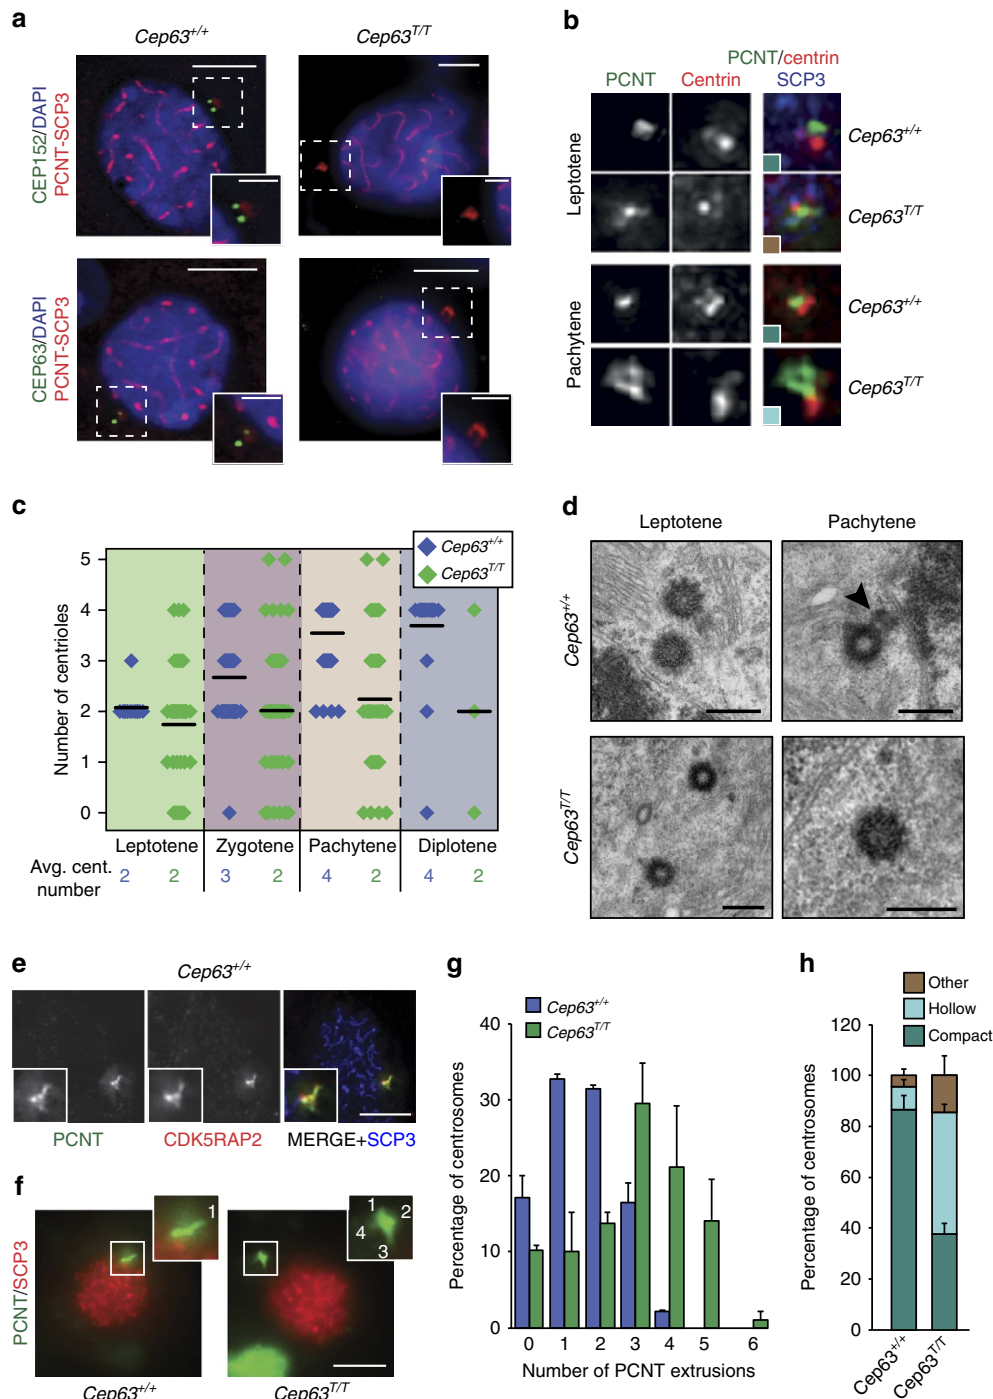 a
Cep63+/+
Cep63T/T
CEP152/DAPI
PCNT-SCP3
CEP63/DAPI
PCNT-SCP3
b
PCNT
Centrin
PCNT/centrin
SCP3
Leptotene
Cep63+/+
Cep63T/T
Pachytene
Cep63+/+
Cep63T/T
c
Number of centrioles
5
4
3
2
1
0
Cep63+/+
Cep63T/T
Leptotene
Zygotene
Pachytene
Diplotene
Avg. cent.
number
2 2 3 2 4 2 4 2
d
Leptotene
Pachytene
Cep63+/+
Cep63T/T
e
Cep63+/+
PCNT
CDK5RAP2
MERGE+SCP3
f
PCNT/SCP3
1
1
2
4
3
Cep63+/+
Cep63T/T
g
Cep63+/+
Cep63T/T
Percentage of centrosomes
40
30
20
10
0
0 1 2 3 4 5 6
Number of PCNT extrusions
h
Other
Hollow
Compact
Percentage of centrosomes
120
100
80
60
40
20
0
Cep63+/+
Cep63T/T